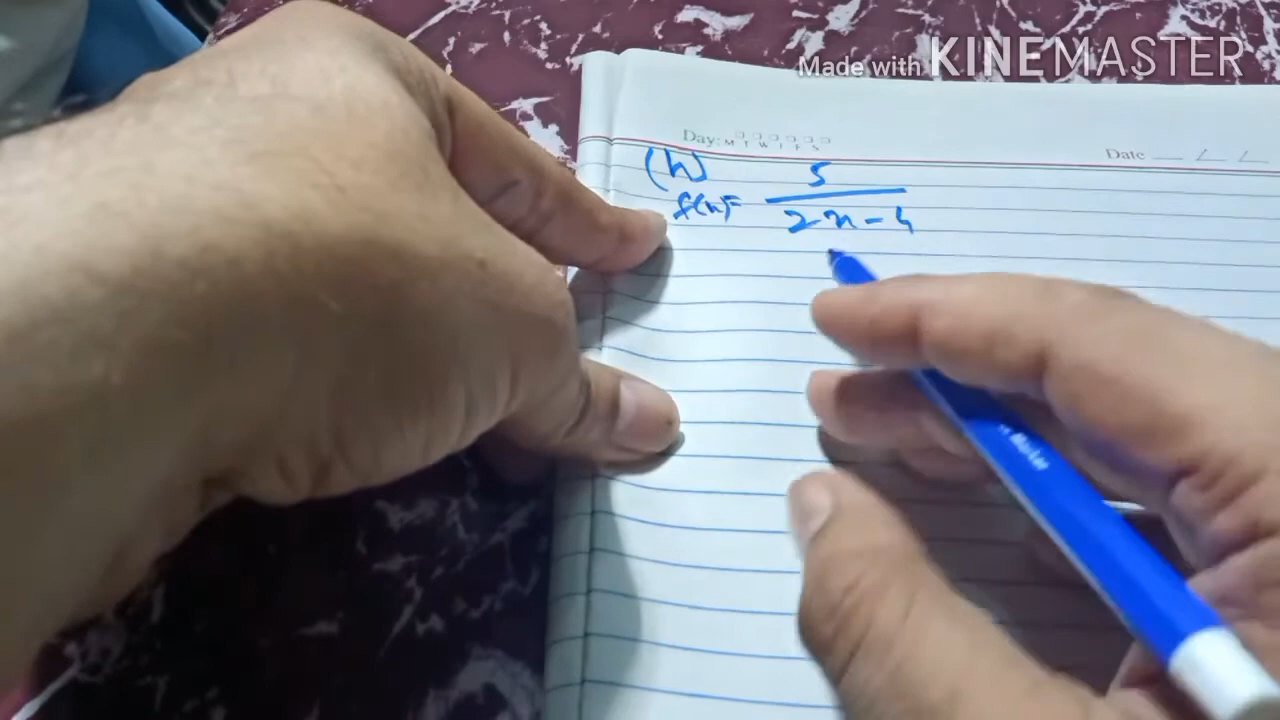 Made with KINEMASTER
Day: M T W T F S
Date
(h)
f(x)= 5
2x-4